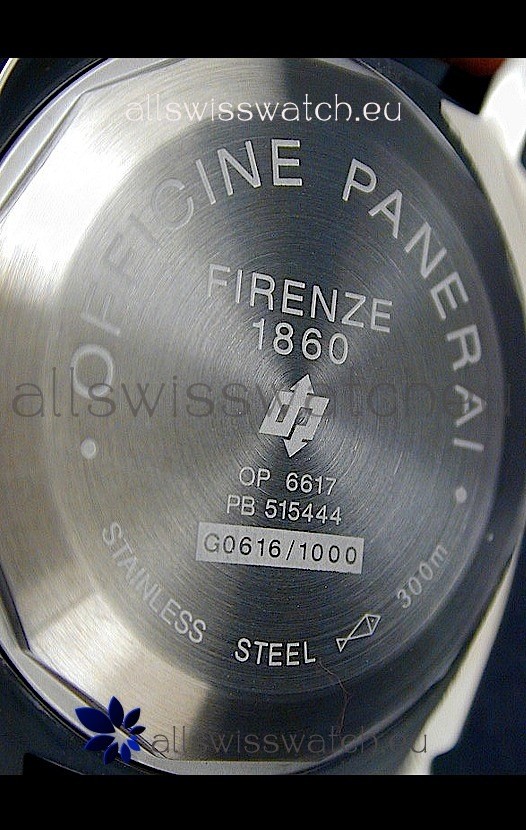 allswisswatch.eu
OFFICINE PANERAI
FIRENZE
1860
allswisswatch.eu
OP
OP 6617
PB 515444
G0616/1000
STAINLESS STEEL 300m
allswisswatch.eu